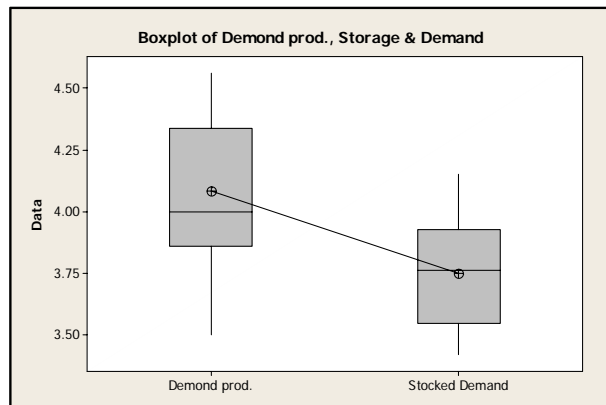 Boxplot of Demond prod., Storage & Demand
4.50
4.25
4.00
3.75
3.50
Data
Demond prod.
Stocked Demand